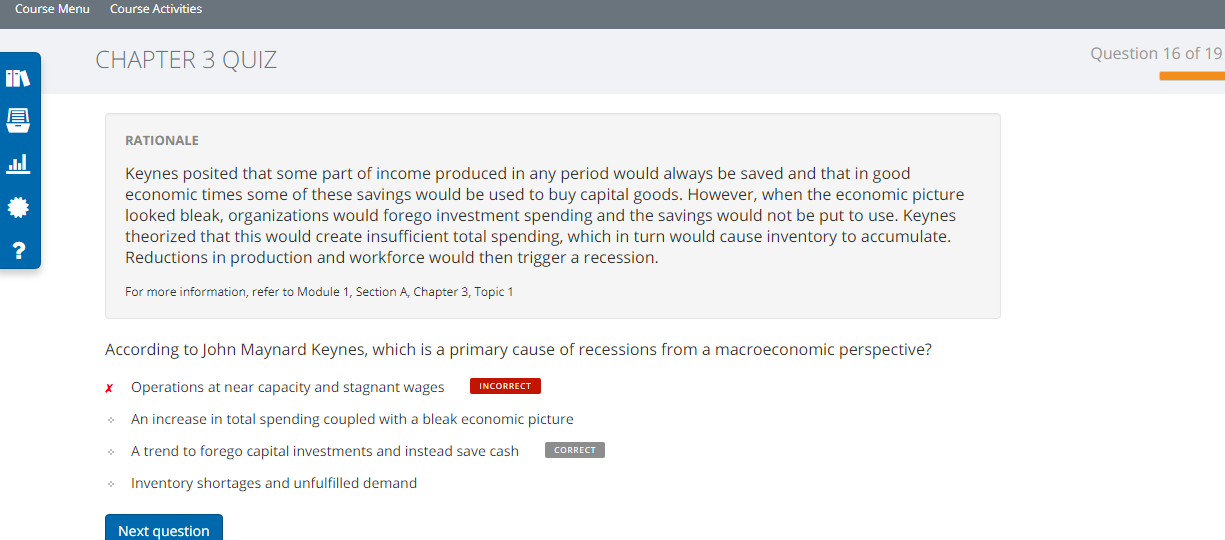 Course Menu Course Activities
CHAPTER 3 QUIZ
Question 16 of 19
RATIONALE
Keynes posited that some part of income produced in any period would always be saved and that in good
economic times some of these savings would be used to buy capital goods. However, when the economic picture
looked bleak, organizations would forego investment spending and the savings would not be put to use. Keynes
theorized that this would create insufficient total spending, which in turn would cause inventory to accumulate.
Reductions in production and workforce would then trigger a recession.
For more information, refer to Module 1, Section A, Chapter 3, Topic 1
According to John Maynard Keynes, which is a primary cause of recessions from a macroeconomic perspective?
✗ Operations at near capacity and stagnant wages INCORRECT
An increase in total spending coupled with a bleak economic picture
A trend to forego capital investments and instead save cash CORRECT
Inventory shortages and unfulfilled demand
Next question
?